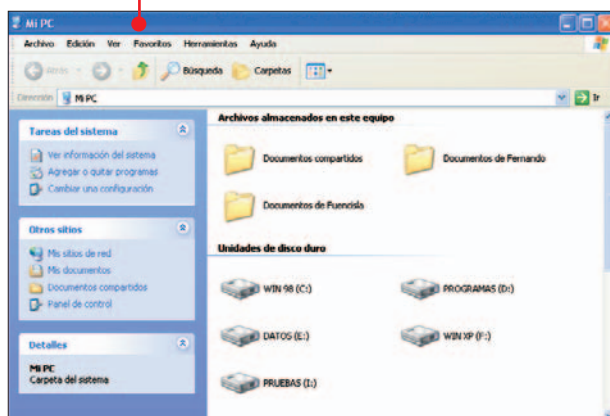 Mi PC
Archivo Edición Ver Favoritos Herramientas Ayuda
Atrás Búsqueda Carpetas
Dirección Mi PC Ir
Tareas del sistema
Ver información del sistema
Agregar o quitar programas
Cambiar una configuración
Otros sitios
Mis sitios de red
Mis documentos
Documentos compartidos
Panel de control
Detalles
Mi PC
Carpeta del sistema
Archivos almacenados en este equipo
Documentos compartidos Documentos de Fernando
Documentos de Fuencisla
Unidades de disco duro
WIN 98 (C:) PROGRAMAS (D:)
DATOS (E:) WIN XP (F:)
PRUEBAS (I:)